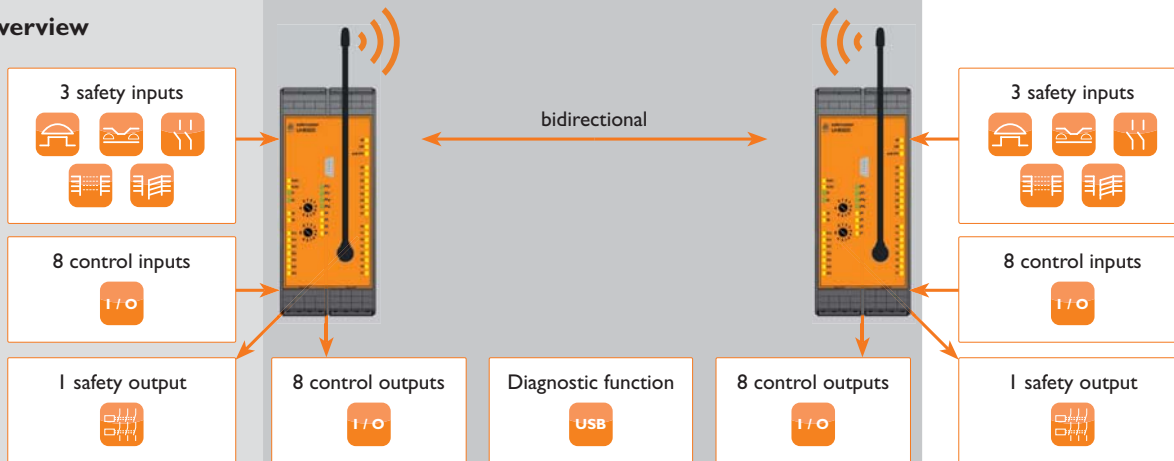 verview
3 safety inputs
bidirectional
3 safety inputs
8 control inputs
I / O
8 control inputs
I / O
1 safety output
8 control outputs
I / O
Diagnostic function
USB
8 control outputs
I / O
1 safety output